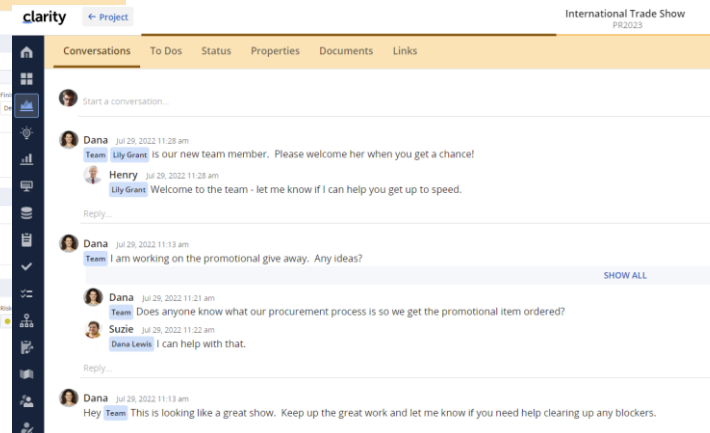 clarity
← Project
International Trade Show
PR2023
Conversations To Dos Status Properties Documents Links
Start a conversation...
Dana Jul 29, 2022 11:28 am
Team Lily Grant is our new team member. Please welcome her when you get a chance!
Henry Jul 29, 2022 11:28 am
Lily Grant Welcome to the team - let me know if I can help you get up to speed.
Reply...
Dana Jul 29, 2022 11:13 am
Team I am working on the promotional give away. Any ideas?
SHOW ALL
Dana Jul 29, 2022 11:21 am
Team Does anyone know what our procurement process is so we get the promotional item ordered?
Suzie Jul 29, 2022 11:22 am
Dana Lewis I can help with that.
Reply...
Dana Jul 29, 2022 11:13 am
Hey Team This is looking like a great show. Keep up the great work and let me know if you need help clearing up any blockers.